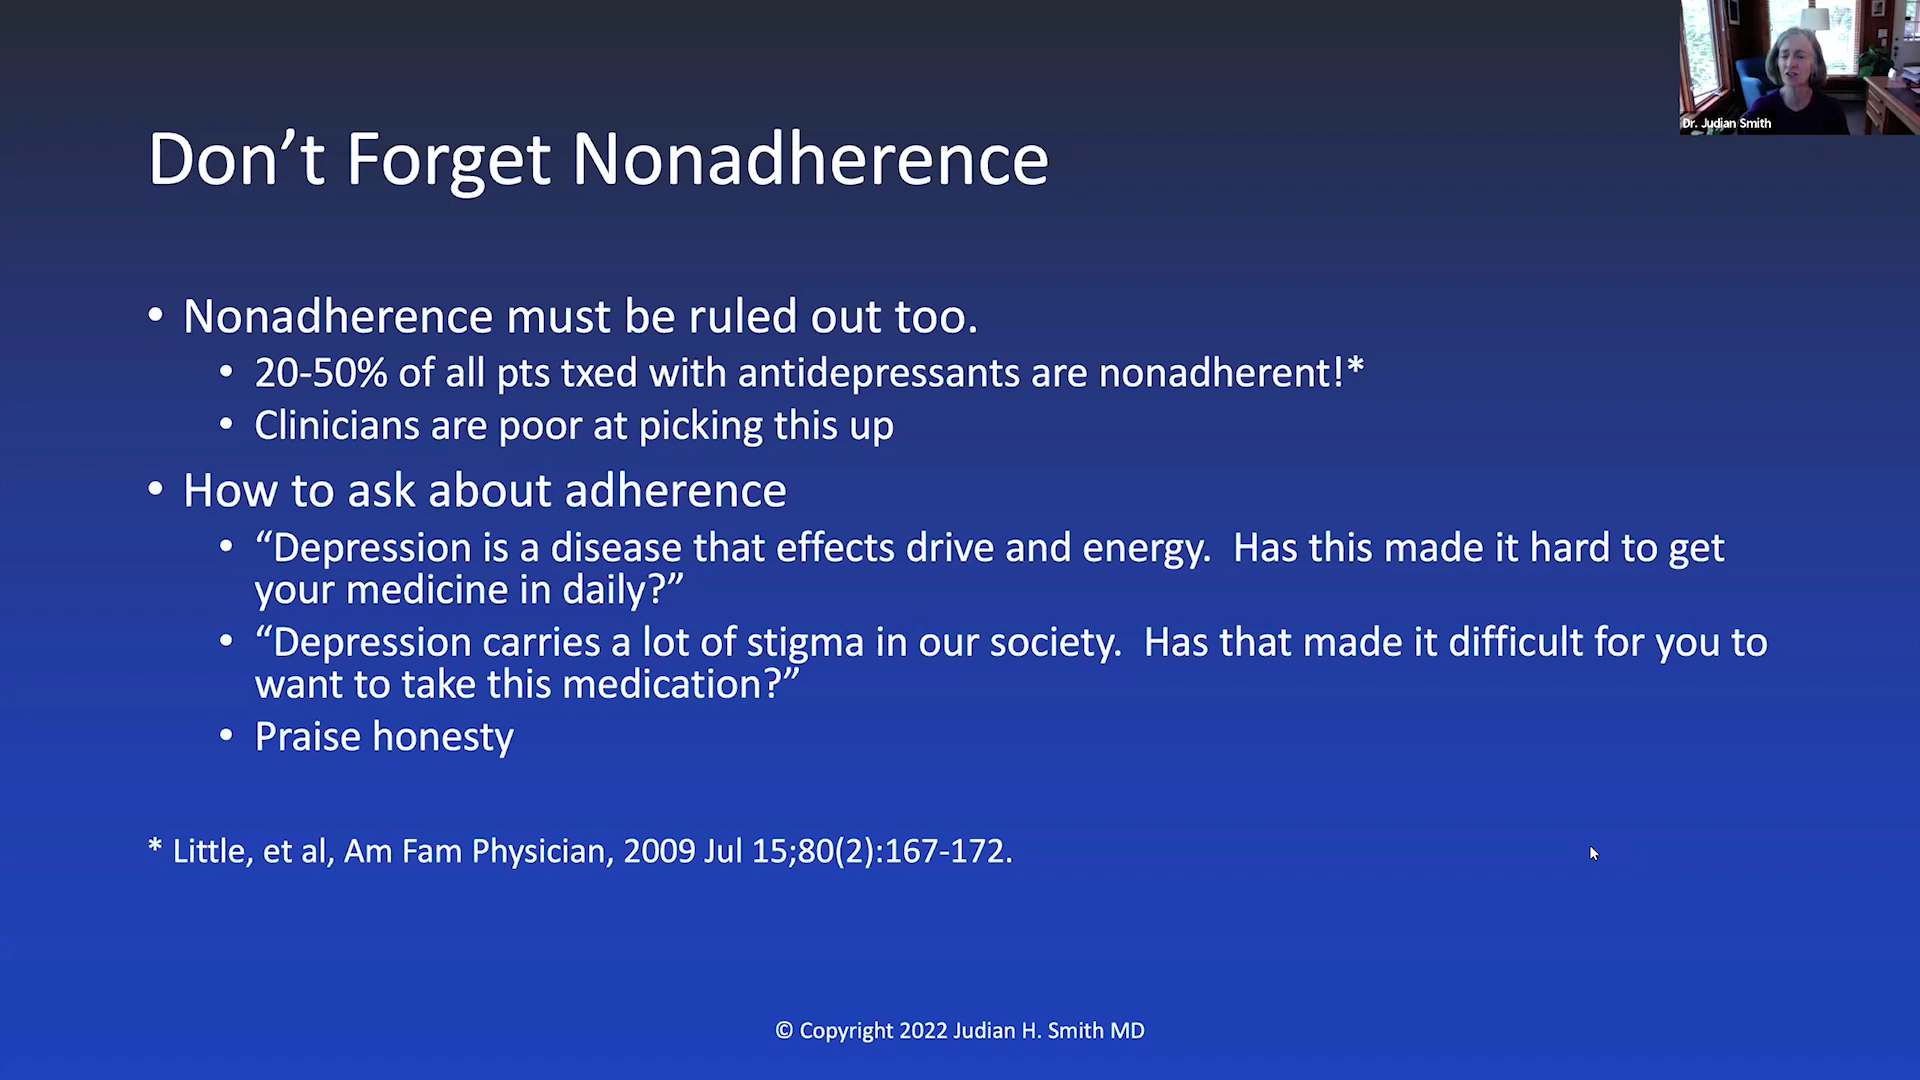 Dr. Judian Smith
Don’t Forget Nonadherence
• Nonadherence must be ruled out too.
• 20-50% of all pts txed with antidepressants are nonadherent!*
• Clinicians are poor at picking this up
• How to ask about adherence
• “Depression is a disease that effects drive and energy.  Has this made it hard to get
your medicine in daily?”
• “Depression carries a lot of stigma in our society.  Has that made it difficult for you to
want to take this medication?”
• Praise honesty
* Little, et al, Am Fam Physician, 2009 Jul 15;80(2):167-172.
© Copyright 2022 Judian H. Smith MD